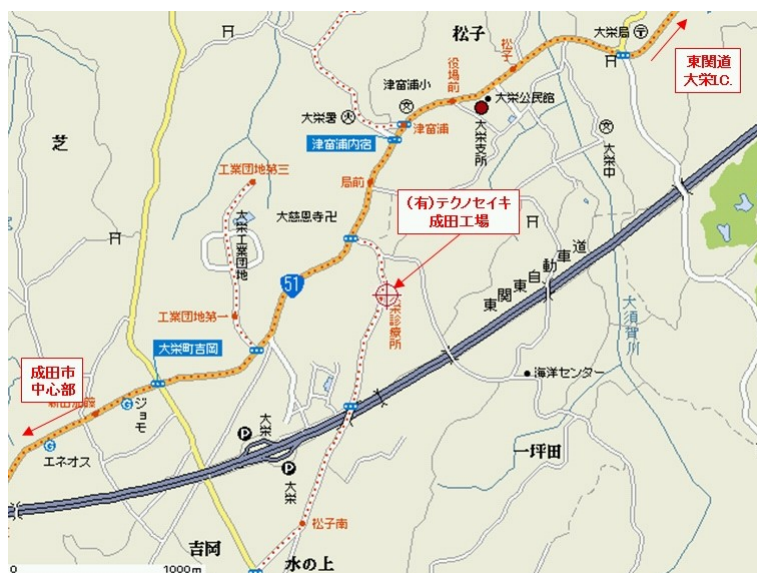 松子
大栄局
東関道
大栄I.C.
松子
役場前
津富浦小
大栄公民館
大栄支所
大栄署
津富浦
津富浦内宿
大栄中
芝
工業団地第三
局前
(有)テクノセイキ
成田工場
大慈恩寺卍
大栄工業団地
51
東関東自動車道
大須賀川
工業団地第一
栄診療所
大栄町吉岡
成田市
中心部
海洋センター
ジョモ
大栄
エネオス
大栄
一坪田
松子南
吉岡
水の上
0
1000m